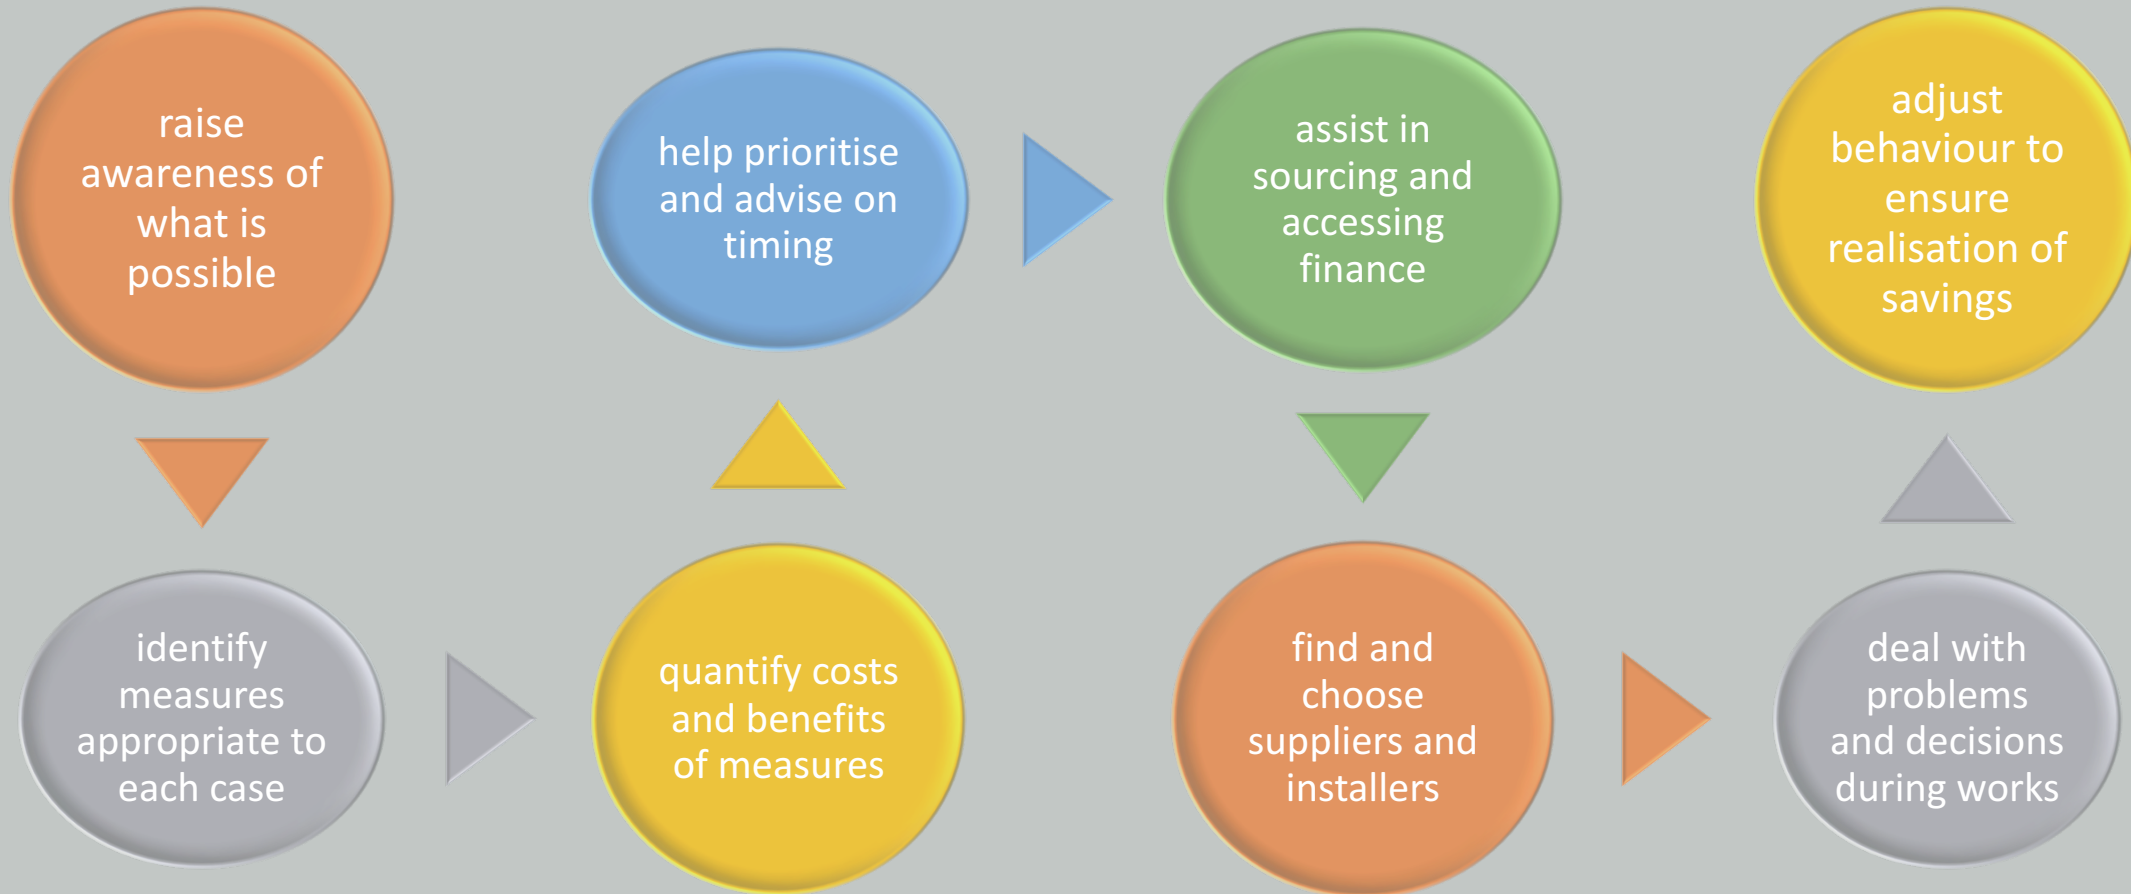 raise
awareness of
what is
possible
identify
measures
appropriate to
each case
quantify costs
and benefits
of measures
help prioritise
and advise on
timing
assist in
sourcing and
accessing
finance
find and
choose
suppliers and
installers
deal with
problems
and decisions
during works
adjust
behaviour to
ensure
realisation of
savings